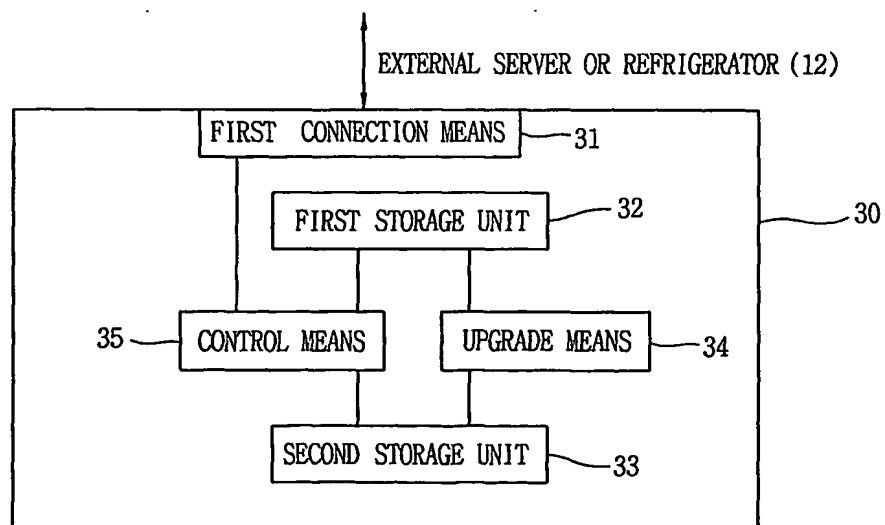 EXTERNAL SERVER OR REFRIGERATOR (12)
FIRST CONNECTION MEANS 31
FIRST STORAGE UNIT 32
30
35 CONTROL MEANS
UPGRADE MEANS 34
SECOND STORAGE UNIT 33